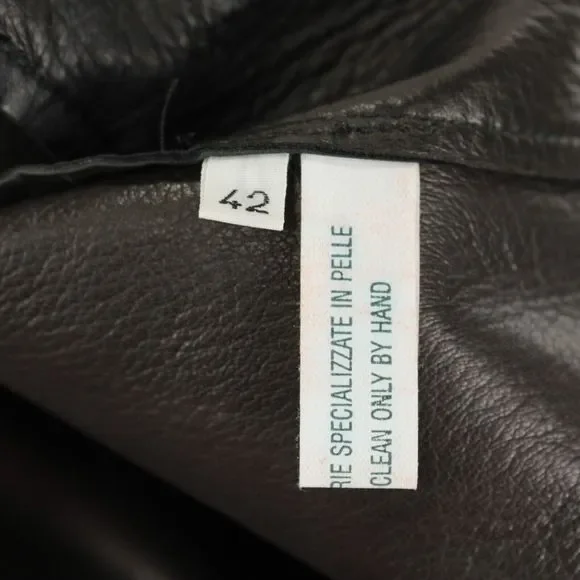 42
RIE SPECIALIZZATE IN PELLE
CLEAN ONLY BY HAND